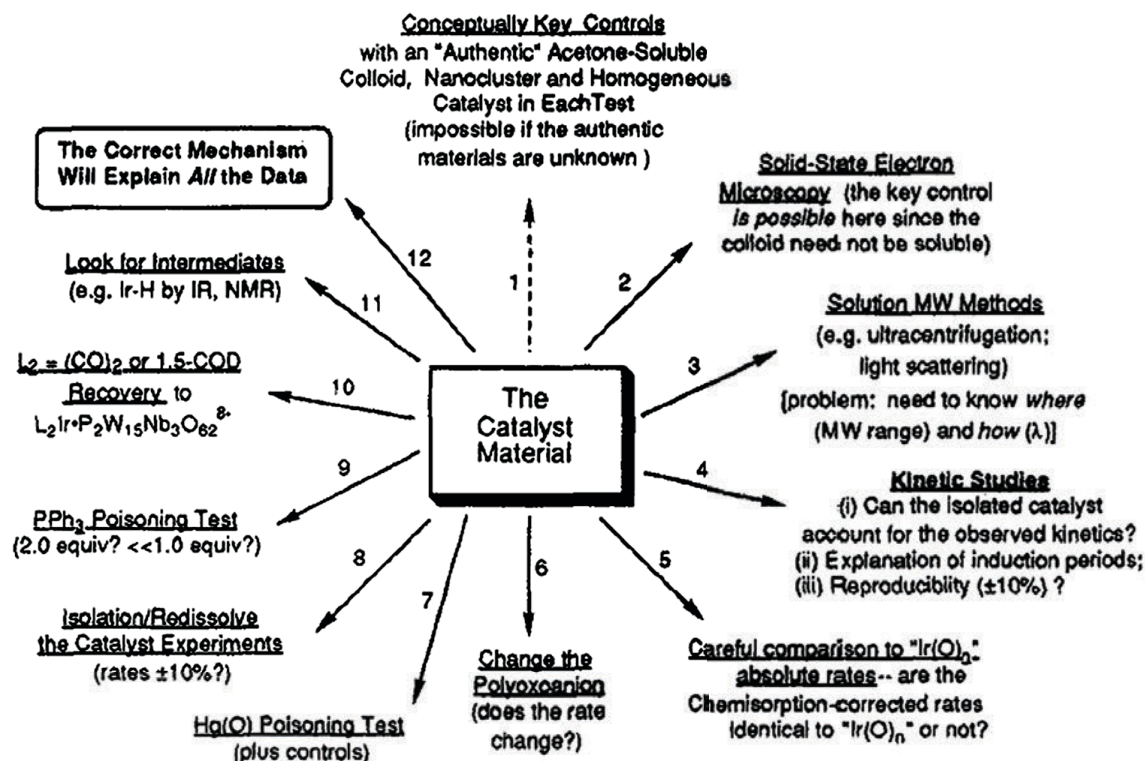 Conceptually Key Controls
with an "Authentic" Acetone-Soluble
Colloid, Nanocluster and Homogeneous
Catalyst in EachTest
(impossible if the authentic
materials are unknown )
1
Solid-State Electron
Microscopy (the key control
is possible here since the
colloid need not be soluble)
2
Solution MW Methods
(e.g. ultracentrifugation;
light scattering)
[problem: need to know where
(MW range) and how (λ)]
3
Kinetic Studies
(i) Can the isolated catalyst
account for the observed kinetics?
(ii) Explanation of induction periods;
(iii) Reproduciblity (±10%) ?
4
Careful comparison to "Ir(O)n"
absolute rates-- are the
Chemisorption-corrected rates
identical to "Ir(O)n" or not?
5
Change the
Polyoxoanion
(does the rate
change?)
6
Hg(O) Poisoning Test
(plus controls)
7
Isolation/Redissolve
the Catalyst Experiments
(rates ±10%?)
8
PPh3 Poisoning Test
(2.0 equiv? <<1.0 equiv?)
9
L2 = (CO)2 or 1,5-COD
Recovery to
L2Ir•P2W15Nb3O62 8-
10
Look for Intermediates
(e.g. Ir-H by IR, NMR)
11
The Correct Mechanism
Will Explain All the Data
12
The
Catalyst
Material